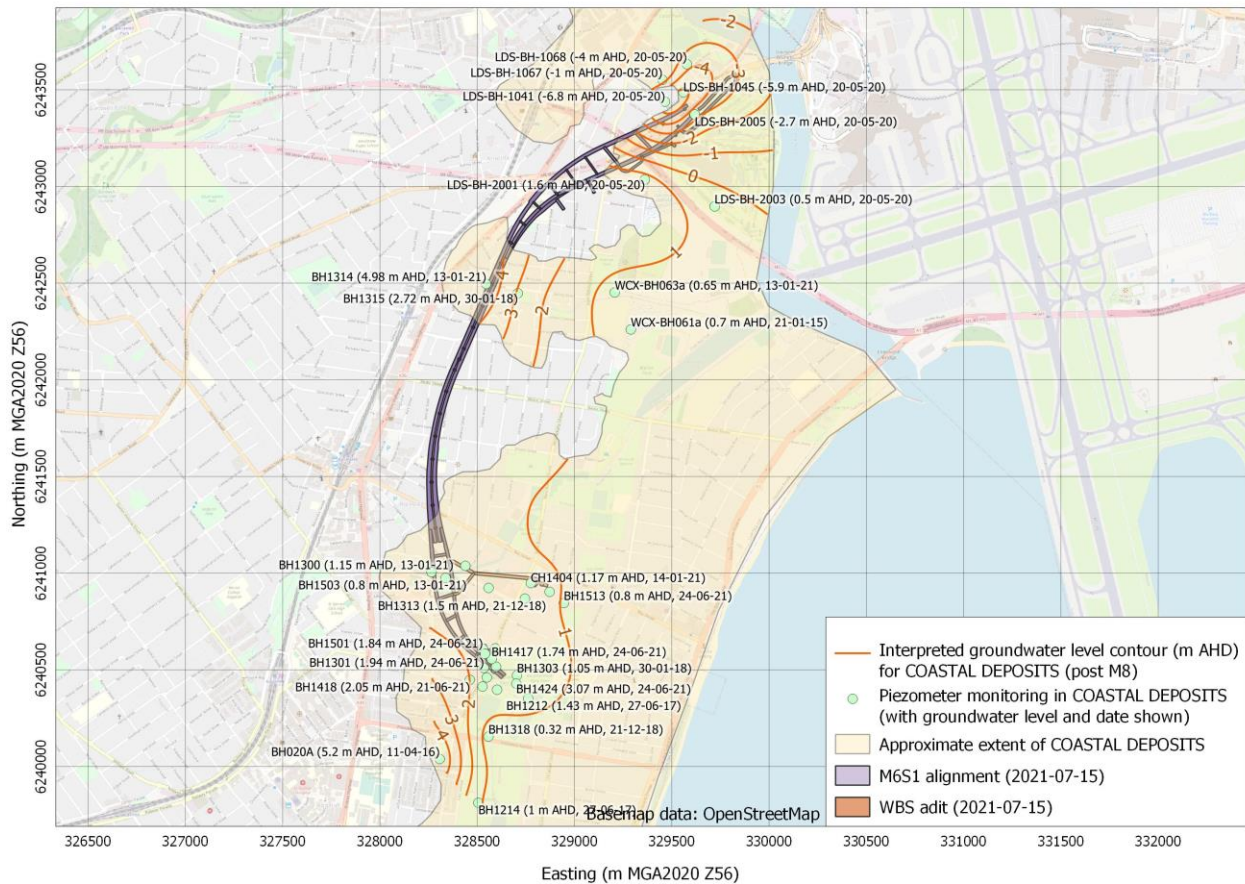 -2
LDS-BH-1068 (-4 m AHD, 20-05-20)
LDS-BH-1067 (-1 m AHD, 20-05-20)
-4
3
LDS-BH-1045 (-5.9 m AHD, 20-05-20)
LDS-BH-1041 (-6.8 m AHD, 20-05-20)
LDS-BH-2005 (-2.7 m AHD, 20-05-20)
-2
-1
0
LDS-BH-2001 (1.6 m AHD, 20-05-20)
LDS-BH-2003 (0.5 m AHD, 20-05-20)
1
BH1314 (4.98 m AHD, 13-01-21)
4
WCX-BH063a (0.65 m AHD, 13-01-21)
BH1315 (2.72 m AHD, 30-01-18)
3
2
WCX-BH061a (0.7 m AHD, 21-01-15)
BH1300 (1.15 m AHD, 13-01-21)
CH1404 (1.17 m AHD, 14-01-21)
BH1503 (0.8 m AHD, 13-01-21)
BH1513 (0.8 m AHD, 24-06-21)
BH1313 (1.5 m AHD, 21-12-18)
1
BH1501 (1.84 m AHD, 24-06-21)
BH1417 (1.74 m AHD, 24-06-21)
BH1301 (1.94 m AHD, 24-06-21)
BH1303 (1.05 m AHD, 30-01-18)
BH1418 (2.05 m AHD, 21-06-21)
2
BH1424 (3.07 m AHD, 24-06-21)
BH1212 (1.43 m AHD, 27-06-17)
3
4
BH1318 (0.32 m AHD, 21-12-18)
BH020A (5.2 m AHD, 11-04-16)
BH1214 (1 m AHD, 27-06-17)
Basemap data: OpenStreetMap
Interpreted groundwater level contour (m AHD)
for COASTAL DEPOSITS (post M8)
Piezometer monitoring in COASTAL DEPOSITS
(with groundwater level and date shown)
Approximate extent of COASTAL DEPOSITS
M6S1 alignment (2021-07-15)
WBS adit (2021-07-15)
Northing (m MGA2020 Z56)
6243500
6243000
6242500
6242000
6241500
6241000
6240500
6240000
326500 327000 327500 328000 328500 329000 329500 330000 330500 331000 331500 332000
Easting (m MGA2020 Z56)